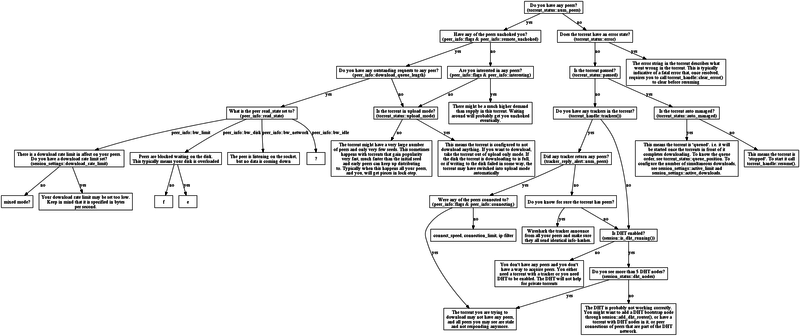 Do you have any peers?
(torrent_status::num_peers)
yes
no
Have any of the peers unchoked you?
(peer_info::flags & peer_info::remote_unchoked)
Does the torrent have an error state?
(torrent_status::error)
yes
no
no
yes
Do you have any outstanding requests to any peer?
(peer_info::download_queue_length)
Are you interested in any peers?
(peer_info::flags & peer_info::interesting)
Is the torrent paused?
(torrent_status::paused)
The error string in the torrent describes what
went wrong in the torrent. This is typically
indicative of a fatal error that, once resolved,
requires you to call torrent_handle::clear_error()
to clear before resuming
yes
no
no
yes
no
yes
What is the peer read_state set to?
(peer_info::read_state)
Is the torrent in upload mode?
(torrent_status::upload_mode)
There might be a much higher demand
than supply in this torrent. Waiting
around will probably get you unchoked
eventually.
Do you have any trackers in the torrent?
(torrent_handle::trackers())
Is the torrent auto managed?
(torrent_status::auto_managed)
peer_info::bw_limit
peer_info::bw_disk
peer_info::bw_network
peer_info::bw_idle
no
yes
yes
no
yes
no
There is a download rate limit in affect on your peers.
Do you have a download rate limit set?
(session_settings::download_rate_limit)
Peers are blocked waiting on the disk.
This typically means your disk is overloaded
The peer is listening on the socket,
but no data is coming down
?
The torrent may have a very large number
of peers and only very few seeds. This sometimes
happen with torrents that gain popularity
very fast, much faster than the initial seed
and early peers can keep up distributing
to. Typically when this happens all your peers,
and you, will get pieces in lock step.
This means the torrent is configured to not
download anything. If you want to download,
take the torrent out of upload only mode. If
the disk the torrent is downloading to is full,
or if writing to the disk failed in some way, the
torrent may have switched into upload mode
automatically
Did any tracker return any peers?
(tracker_reply_alert::num_peers)
This means the torrent is 'queued'. i.e. it will
be started once the torrents in front of it
completes downloading. To know the queue
order, see torrent_status::queue_position. To configure
the number of simultaneous downloads,
see session_settings::active_limit and
session_settings::active_downloads.
This means the torrent is
'stopped'. To start it call
torrent_handle::resume()
no
yes
yes
no
mixed mode?
Your download rate limit may be set too low.
Keep in mind that it is specified in bytes
per second.
Were any of the peers connected to?
(peer_info::flags & peer_info::connecting)
Do you know for sure the torrent has peers?
no
yes
no
yes
connect_speed, connection_limit, ip-filter
Wireshark the tracker announce
from all your peers and make sure
they all send identical info-hashes
Is DHT enabled?
(session::is_dht_running())
no
yes
You don't have any peers and you don't
have a way to acquire peers. You either
need a torrent with a tracker or you need
DHT to be enabled. The DHT will not help
for private torrents
Do you see more than 5 DHT nodes?
(session_status::dht_nodes)
yes
no
The torrent you are trying to
download may not have any peers,
and all peers you may see are stale
and not responding anymore.
The DHT is probably not working correctly.
You might want to add a DHT bootstrap node
through session::add_dht_router(), or have a
torrent with DHT nodes in it, or peer
connections of peers that are part of the DHT
network.